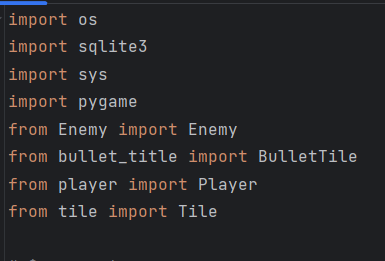 import os
import sqlite3
import sys
import pygame
from Enemy import Enemy
from bullet_title import BulletTile
from player import Player
from tile import Tile